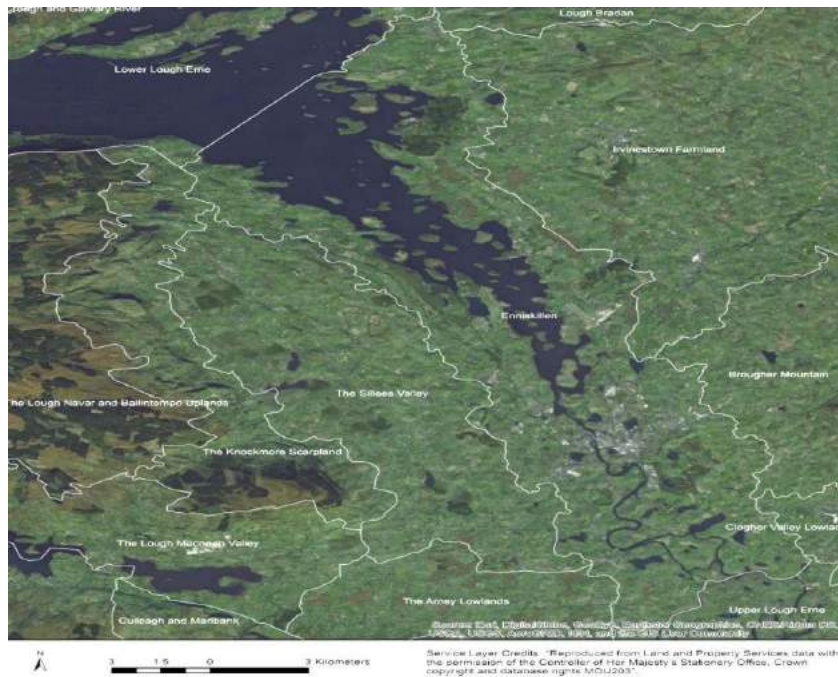 and Garvary River
Lough Bradan
Lower Lough Erne
Irvinestown Farmland
Enniskillen
Brougher Mountain
The Sillees Valley
The Lough Navar and Ballintempo Uplands
The Knockmore Scarpland
Clogher Valley Lowland
The Lough Macnean Valley
The Arney Lowlands
Culleagh and Marlbank
Upper Lough Erne
N
3 1.5 0 3 Kilometers
Service Layer Credits: "Reproduced from Land and Property Services data with
the permission of the Controller of Her Majesty's Stationery Office, Crown
copyright and database rights MOU203".